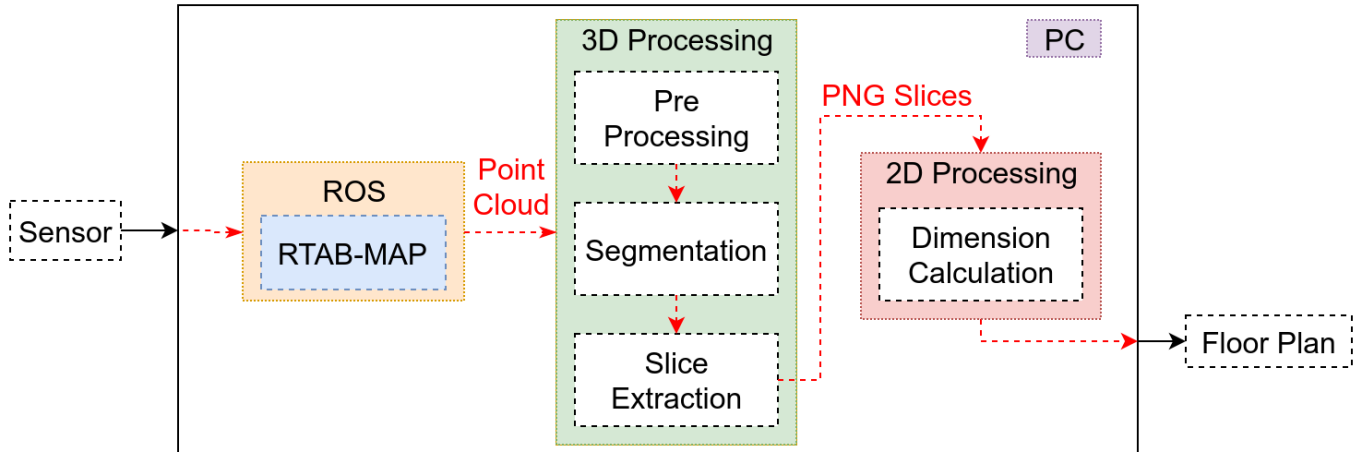 Sensor
ROS
RTAB-MAP
Point
Cloud
3D Processing
Pre
Processing
Segmentation
Slice
Extraction
PNG Slices
PC
2D Processing
Dimension
Calculation
Floor Plan